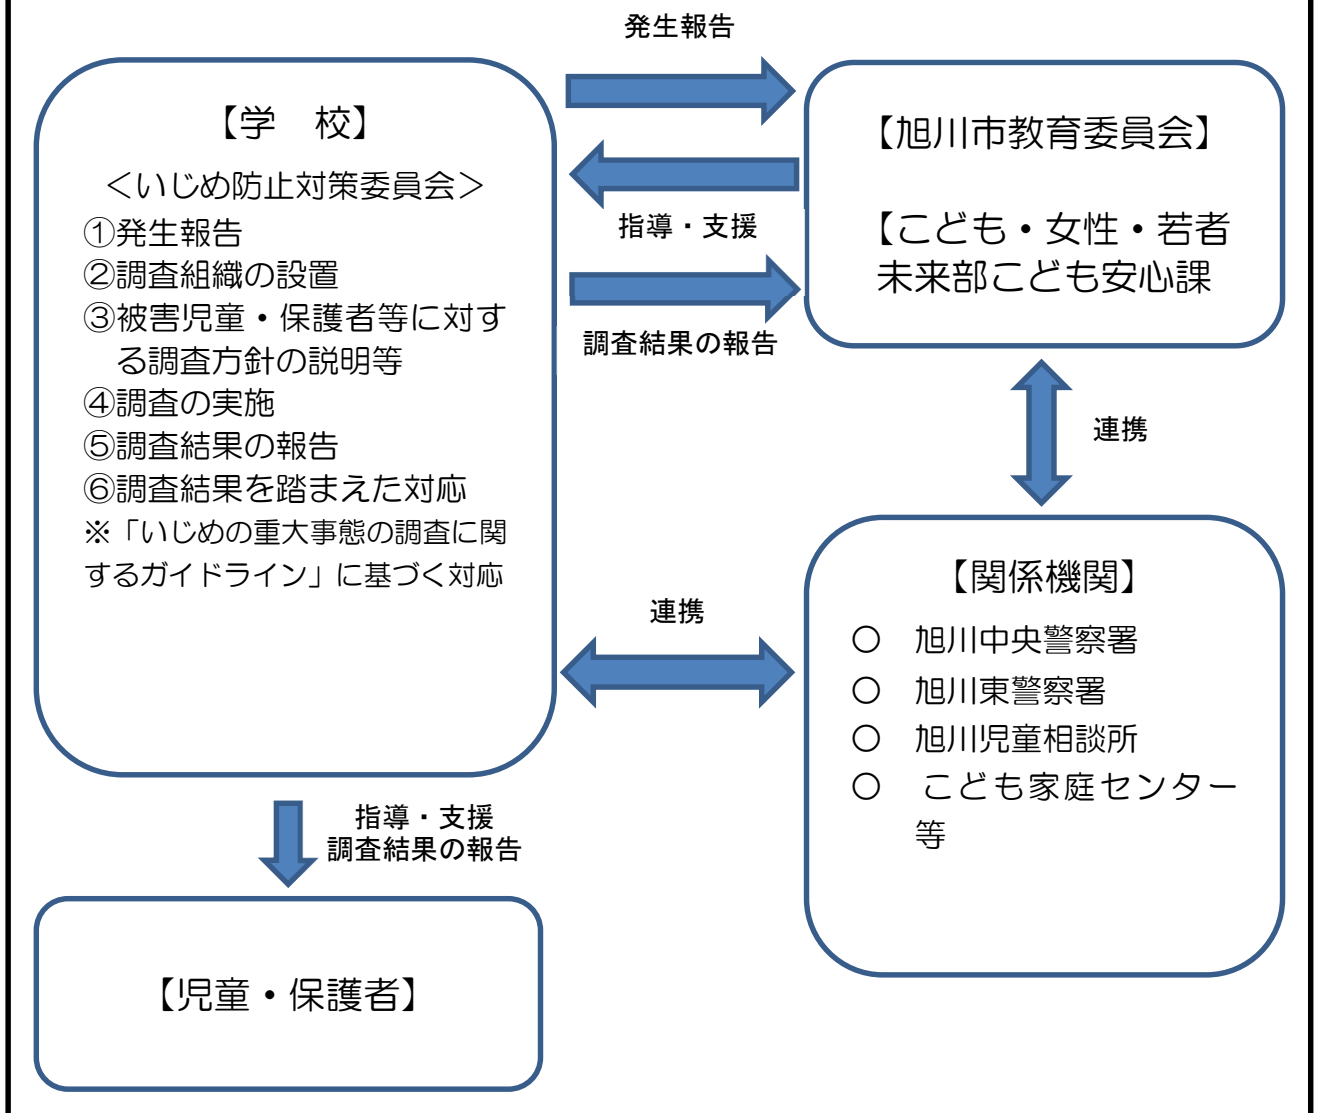 発生報告
【学　校】
＜いじめ防止対策委員会＞
①発生報告
②調査組織の設置
③被害児童・保護者等に対す
る調査方針の説明等
④調査の実施
⑤調査結果の報告
⑥調査結果を踏まえた対応
※「いじめの重大事態の調査に関
するガイドライン」に基づく対応
指導・支援
調査結果の報告
【旭川市教育委員会】
【こども・女性・若者
未来部こども安心課
連携
連携
【関係機関】
○　旭川中央警察署
○　旭川東警察署
○　旭川児童相談所
○　こども家庭センター
等
指導・支援
調査結果の報告
【児童・保護者】